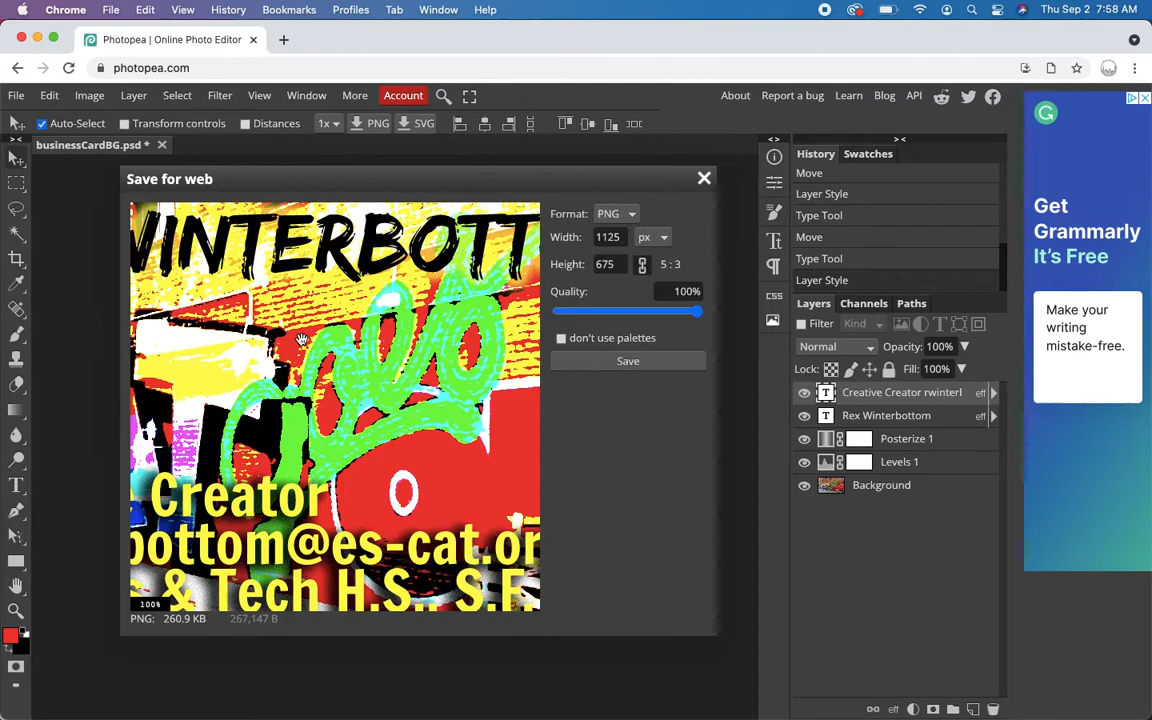 Chrome File Edit View History Bookmarks Profiles Tab Window Help Thu Sep 2 7:58 AM
Photopea | Online Photo Editor
photopea.com
File Edit Image Layer Select Filter View Window More Account About Report a bug Learn Blog API
Auto-Select Transform controls Distances 1x PNG SVG
businessCardBG.psd *
Save for web
WINTERBOTT
Creator
bottom@es-cat.or
& Tech H.S., S.F.
100%
PNG: 260.9 KB 267,147 B
Format: PNG
Width: 1125 px
Height: 675 5 : 3
Quality: 100%
don't use palettes
Save
CSS
History Swatches
Move
Layer Style
Type Tool
Move
Type Tool
Layer Style
Layers Channels Paths
Filter Kind
Normal Opacity: 100%
Lock: Fill: 100%
Creative Creator rwinterl eff
Rex Winterbottom eff
Posterize 1
Levels 1
Background
eff
Get
Grammarly
It's Free
Make your
writing
mistake-free.